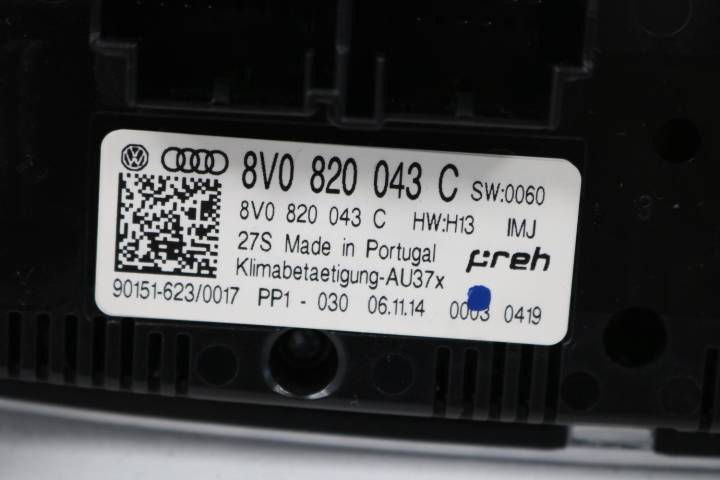 8V0 820 043 C SW:0060
8V0 820 043 C HW:H13 IMJ
27S Made in Portugal preh
Klimabetaetigung-AU37x
90151-623/0017 PP1 - 030 06.11.14 0003 0419